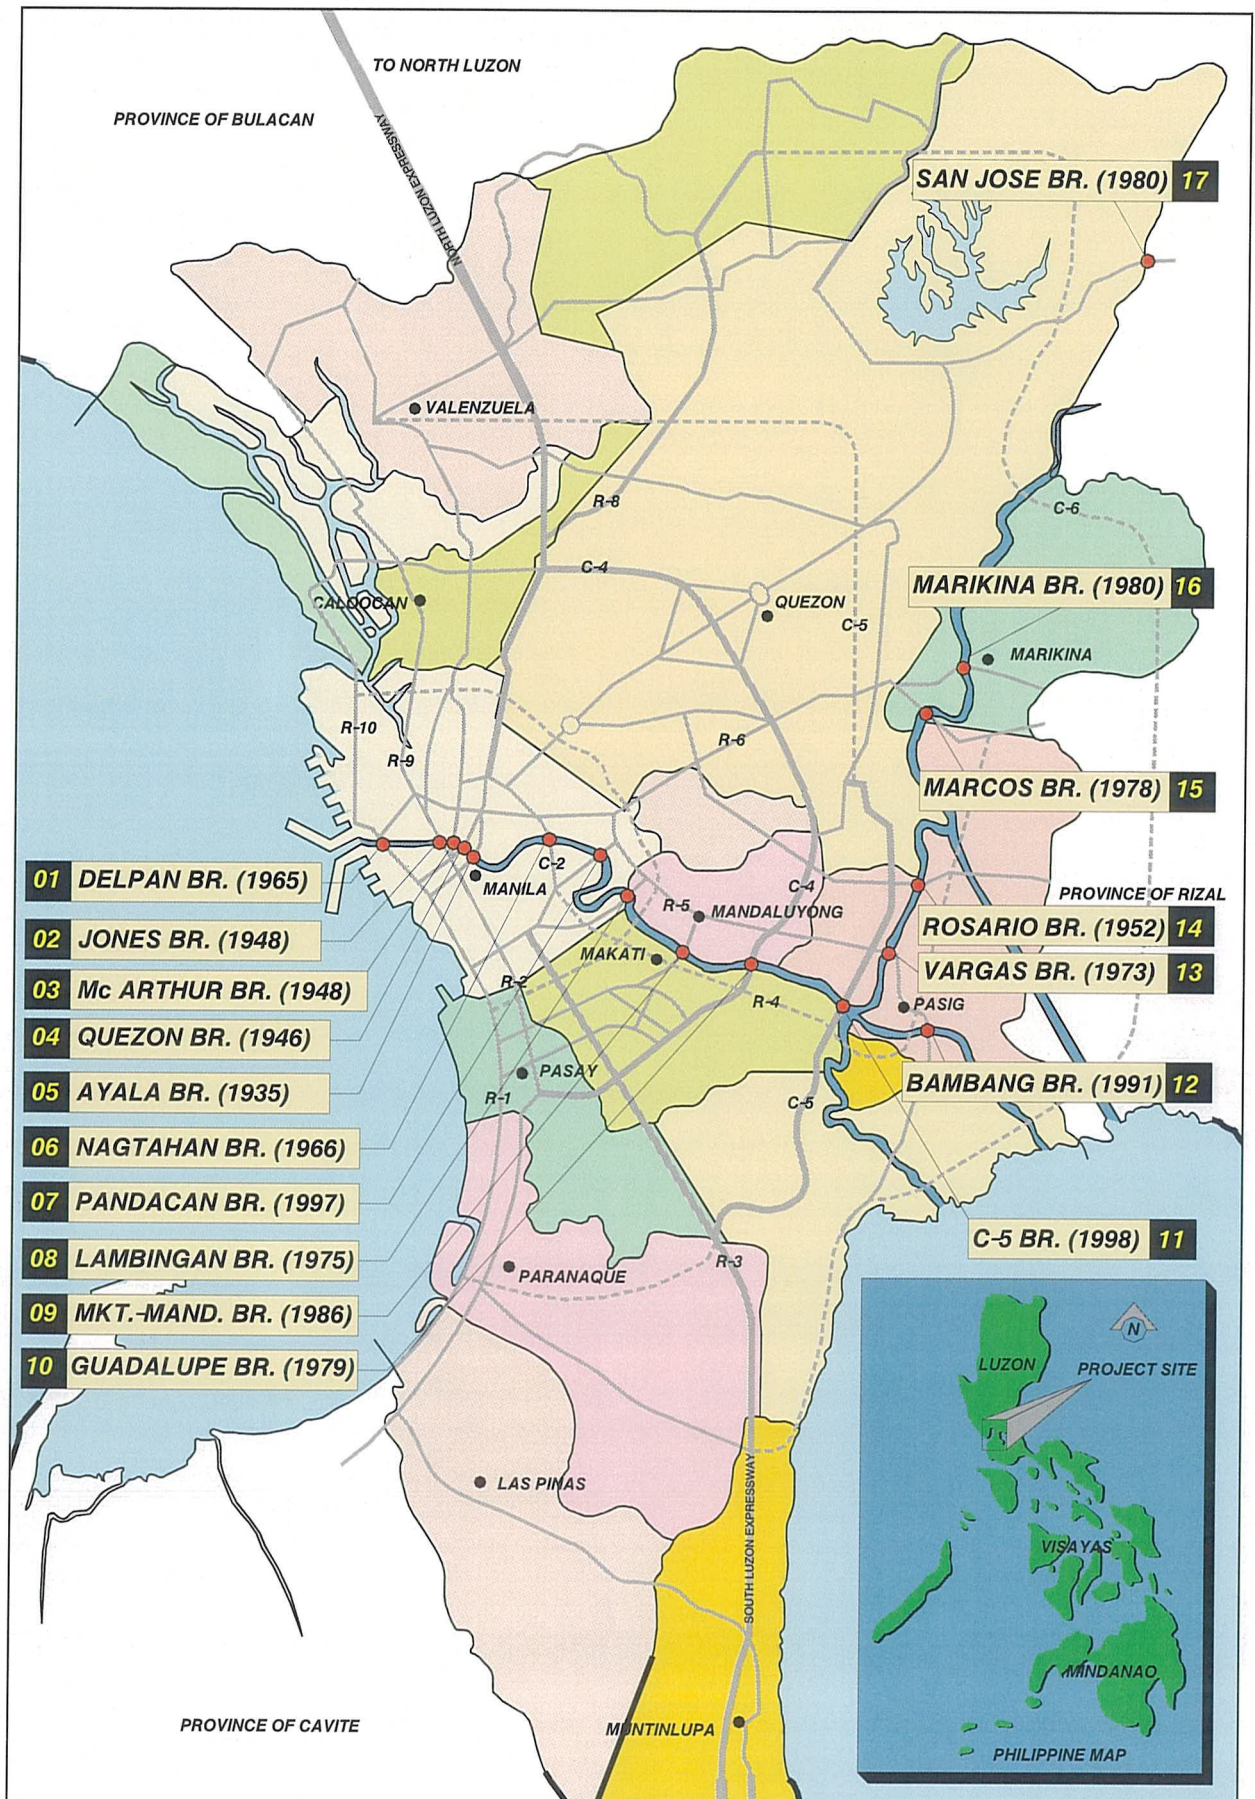 TO NORTH LUZON
PROVINCE OF BULACAN
NORTH LUZON EXPRESSWAY
SAN JOSE BR. (1980) 17
VALENZUELA
R-8
C-6
C-4
MARIKINA BR. (1980) 16
CALOOCAN
QUEZON
C-5
MARIKINA
R-10
R-6
R-9
MARCOS BR. (1978) 15
C-2
01 DELPAN BR. (1965)
MANILA
C-4
PROVINCE OF RIZAL
R-5
MANDALUYONG
ROSARIO BR. (1952) 14
02 JONES BR. (1948)
MAKATI
VARGAS BR. (1973) 13
R-2
03 Mc ARTHUR BR. (1948)
R-4
PASIG
04 QUEZON BR. (1946)
PASAY
BAMBANG BR. (1991) 12
05 AYALA BR. (1935)
R-1
C-5
06 NAGTAHAN BR. (1966)
07 PANDACAN BR. (1997)
C-5 BR. (1998) 11
08 LAMBINGAN BR. (1975)
R-3
PARANAQUE
09 MKT.-MAND. BR. (1986)
10 GUADALUPE BR. (1979)
N
LUZON
PROJECT SITE
LAS PINAS
SOUTH LUZON EXPRESSWAY
VISAYAS
MINDANAO
PROVINCE OF CAVITE
MUNTINLUPA
PHILIPPINE MAP